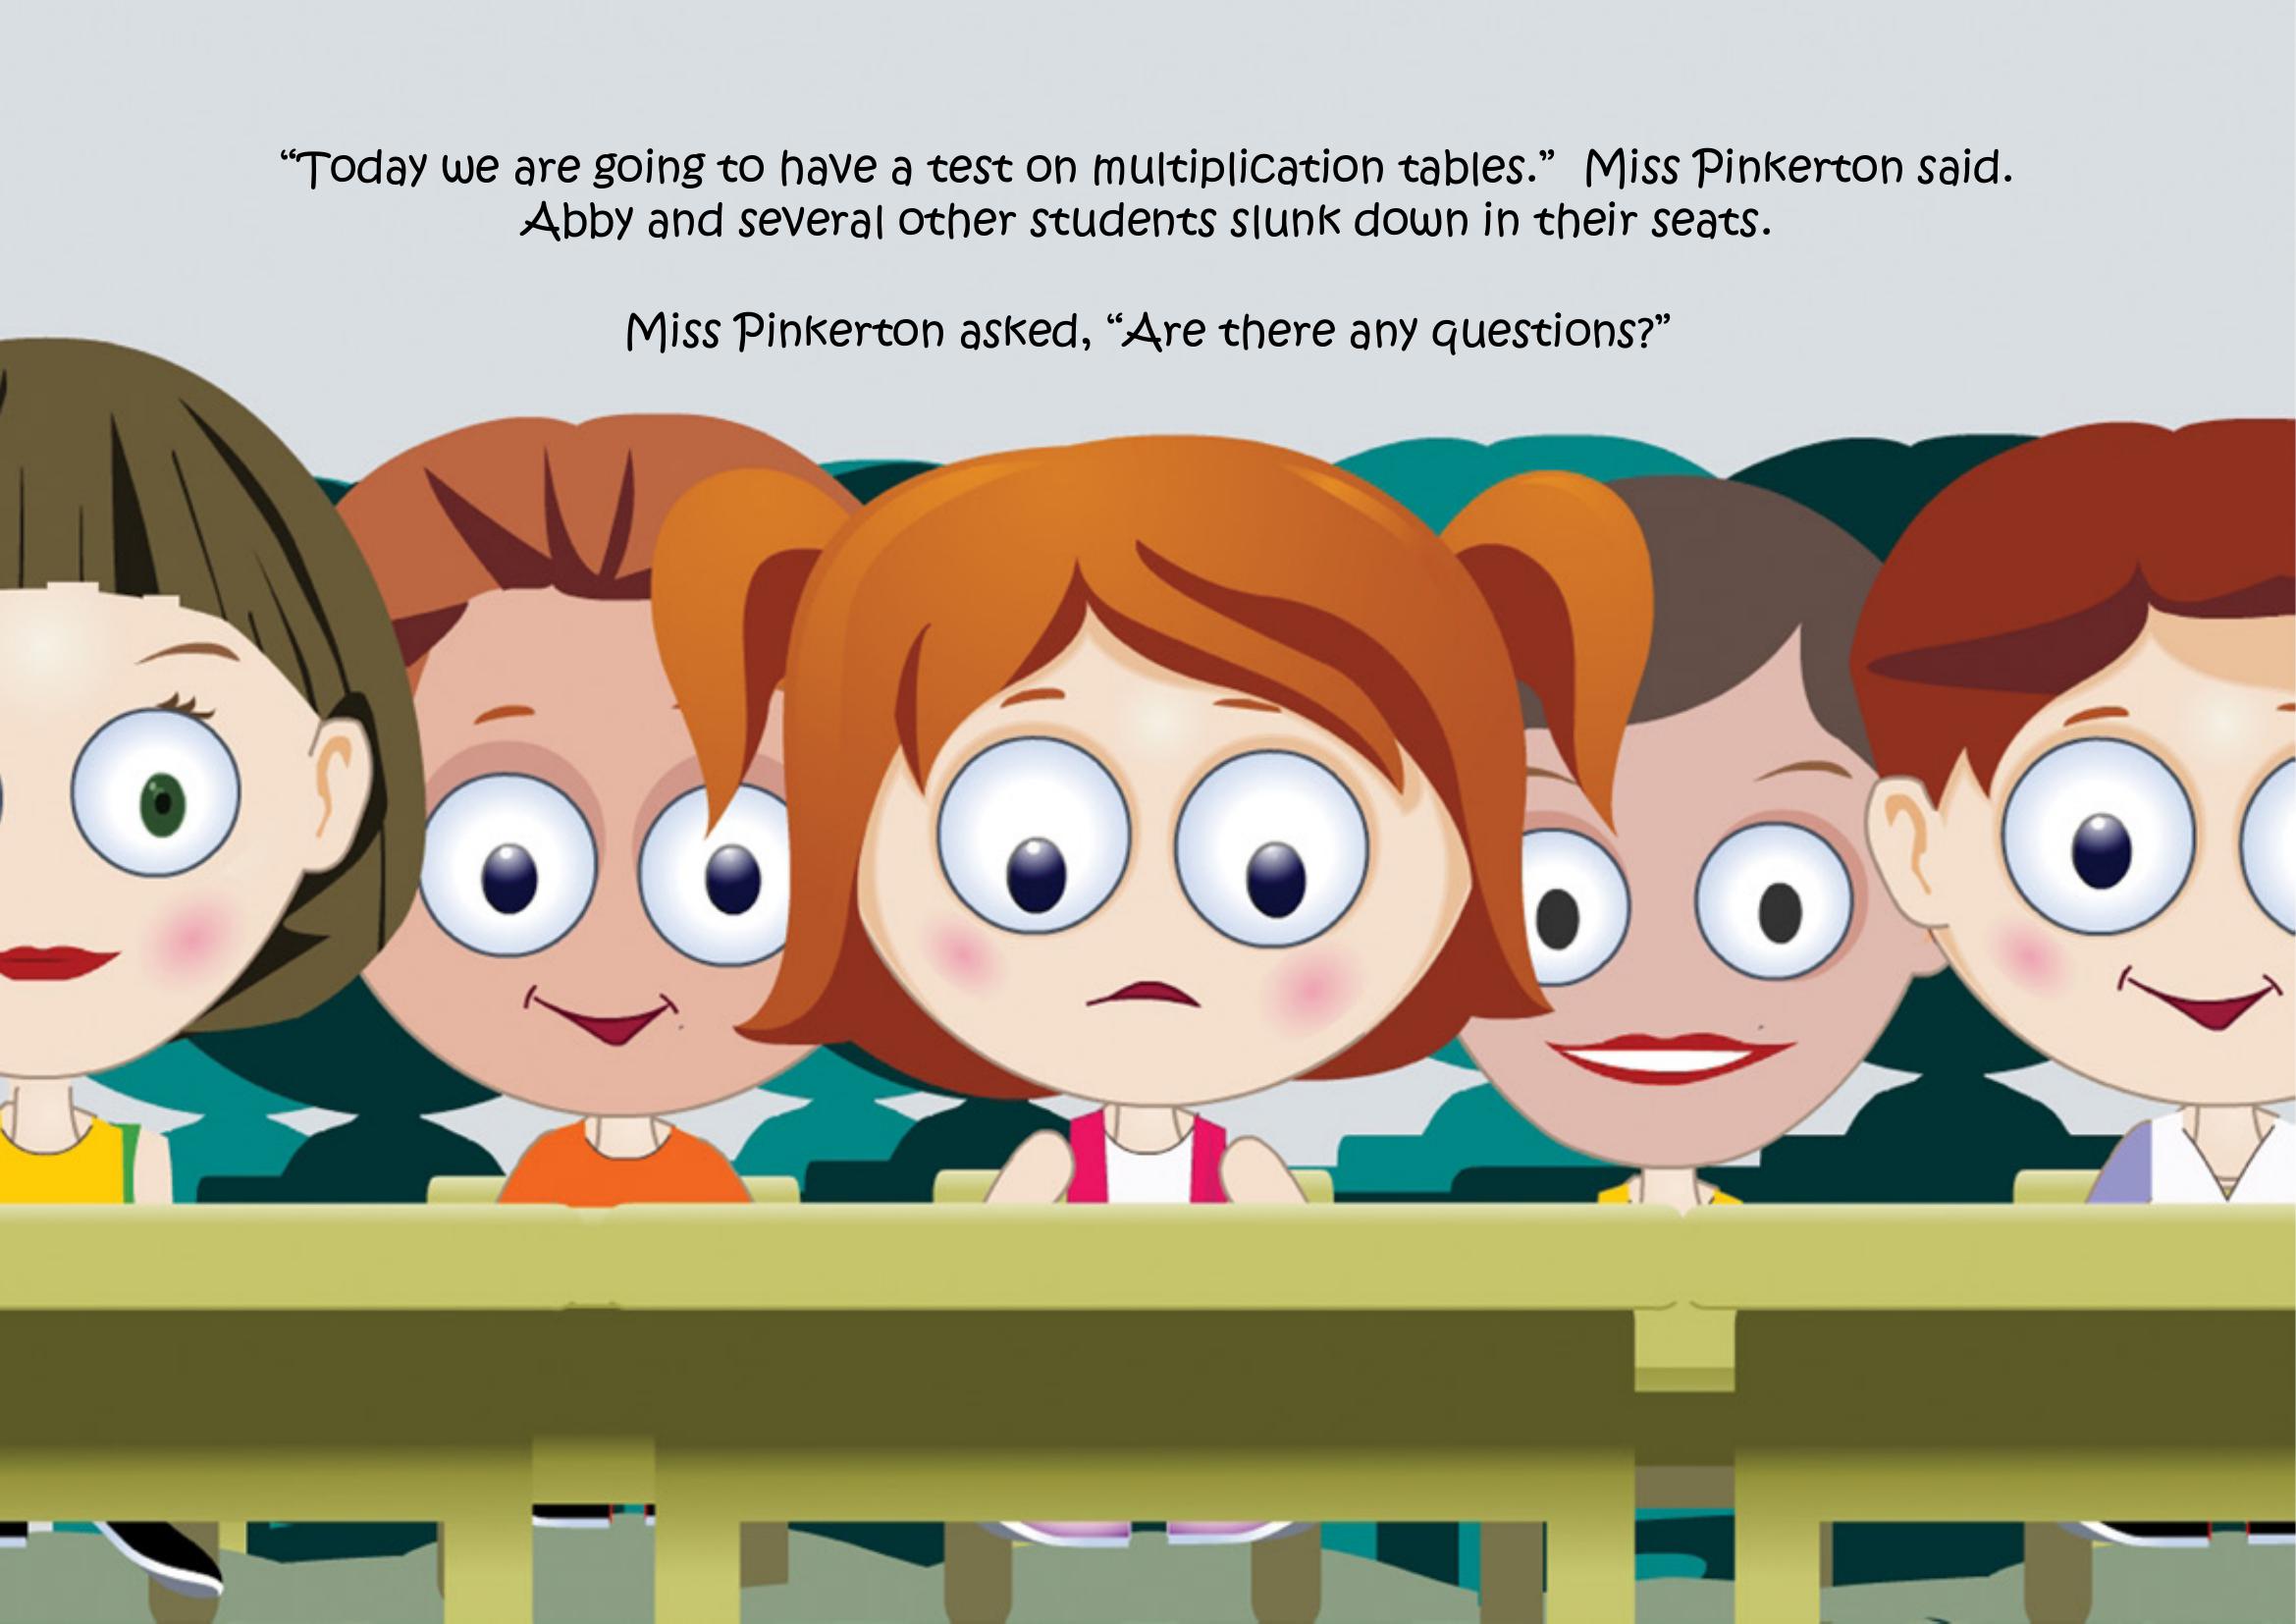 “Today we are going to have a test on multiplication tables.”  Miss Pinkerton said.
Abby and several other students slunk down in their seats.
Miss Pinkerton asked, “Are there any questions?”